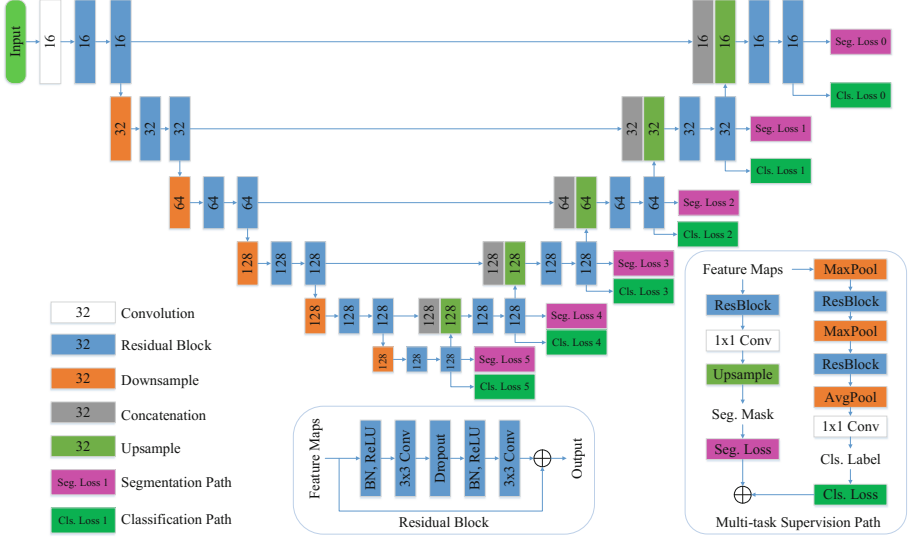 Input
16
16
16
16
16
16
16
Seg. Loss 0
Cls. Loss 0
32
32
32
32
32
32
32
Seg. Loss 1
Cls. Loss 1
64
64
64
64
64
64
64
Seg. Loss 2
Cls. Loss 2
128
128
128
128
128
128
128
Seg. Loss 3
Cls. Loss 3
128
128
128
128
128
128
128
Seg. Loss 4
Cls. Loss 4
128
128
128
Seg. Loss 5
Cls. Loss 5
32 Convolution
32 Residual Block
32 Downsample
32 Concatenation
32 Upsample
Seg. Loss 1 Segmentation Path
Cls. Loss 1 Classification Path
Feature Maps
BN, ReLU
3x3 Conv
Dropout
BN, ReLU
3x3 Conv
Output
Residual Block
Feature Maps
ResBlock
1x1 Conv
Upsample
Seg. Mask
Seg. Loss
MaxPool
ResBlock
MaxPool
ResBlock
AvgPool
1x1 Conv
Cls. Label
Cls. Loss
Multi-task Supervision Path